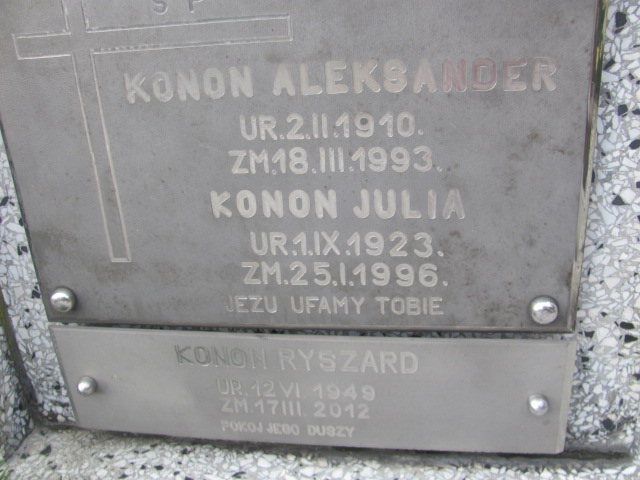 S P
KONON ALEKSANDER
UR.2.II.1910.
ZM.18.III.1993.
KONON JULIA
UR.1.IX.1923.
ZM.25.I.1996.
JEZU UFAMY TOBIE
KONON RYSZARD
UR.12 VI. 1949
ZM.17 III. 2012
POKOJ JEGO DUSZY